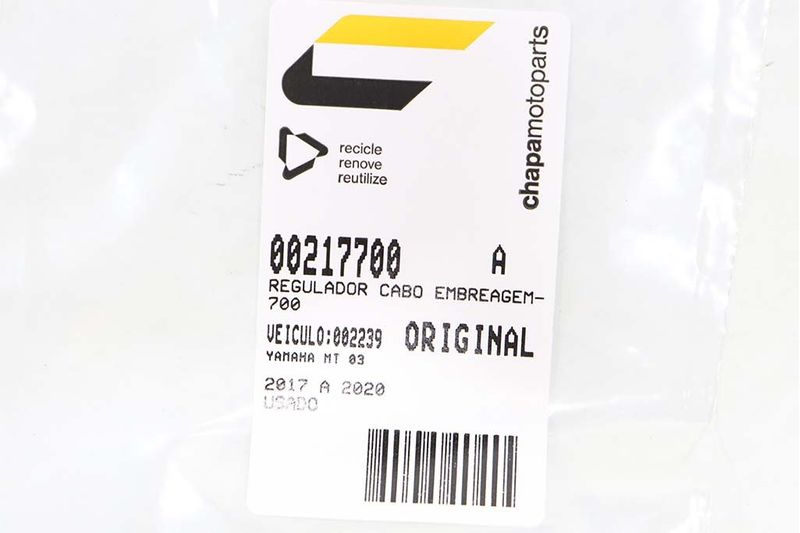 chapamotoparts
recicle
renove
reutilize
00217700 A
REGULADOR CABO EMBREAGEM-
700
VEICULO:002239 ORIGINAL
YAMAHA MT 03
2017 A 2020
USADO